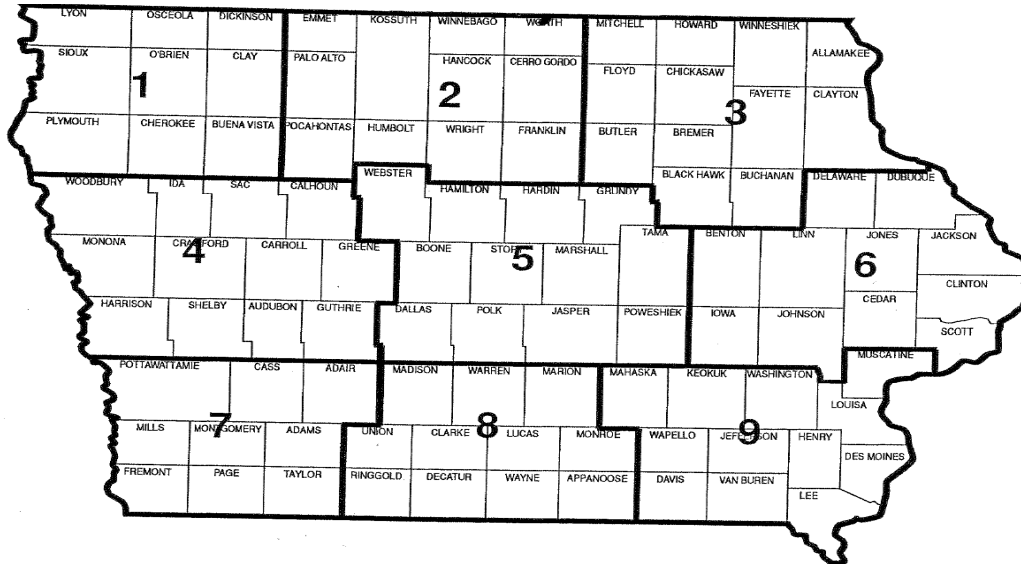 LYON OSCEOLA DICKINSON EMMET KOSSUTH WINNEBAGO WORTH MITCHELL HOWARD WINNESHIEK
ALLAMAKEE
SIOUX O'BRIEN CLAY PALO ALTO HANCOCK CERRO GORDO FLOYD CHICKASAW
1 2 3
FAYETTE CLAYTON
PLYMOUTH CHEROKEE BUENA VISTA POCAHONTAS HUMBOLT WRIGHT FRANKLIN BUTLER BREMER
WEBSTER BLACK HAWK BUCHANAN DELAWARE DUBUQUE
WOODBURY IDA SAC CALHOUN HAMILTON HARDIN GRUNDY
TAMA BENTON LINN JONES JACKSON
MONONA CRAWFORD CARROLL GREENE BOONE STORY MARSHALL
4 5 6
CLINTON
CEDAR
HARRISON SHELBY AUDUBON GUTHRIE DALLAS POLK JASPER POWESHIEK IOWA JOHNSON
SCOTT
MUSCATINE
POTTAWATTAMIE CASS ADAIR MADISON WARREN MARION MAHASKA KEOKUK WASHINGTON
LOUISA
MILLS MONTGOMERY ADAMS UNION CLARKE LUCAS MONROE WAPELLO JEFFERSON HENRY
7 8 9
DES MOINES
FREMONT PAGE TAYLOR RINGGOLD DECATUR WAYNE APPANOOSE DAVIS VAN BUREN
LEE